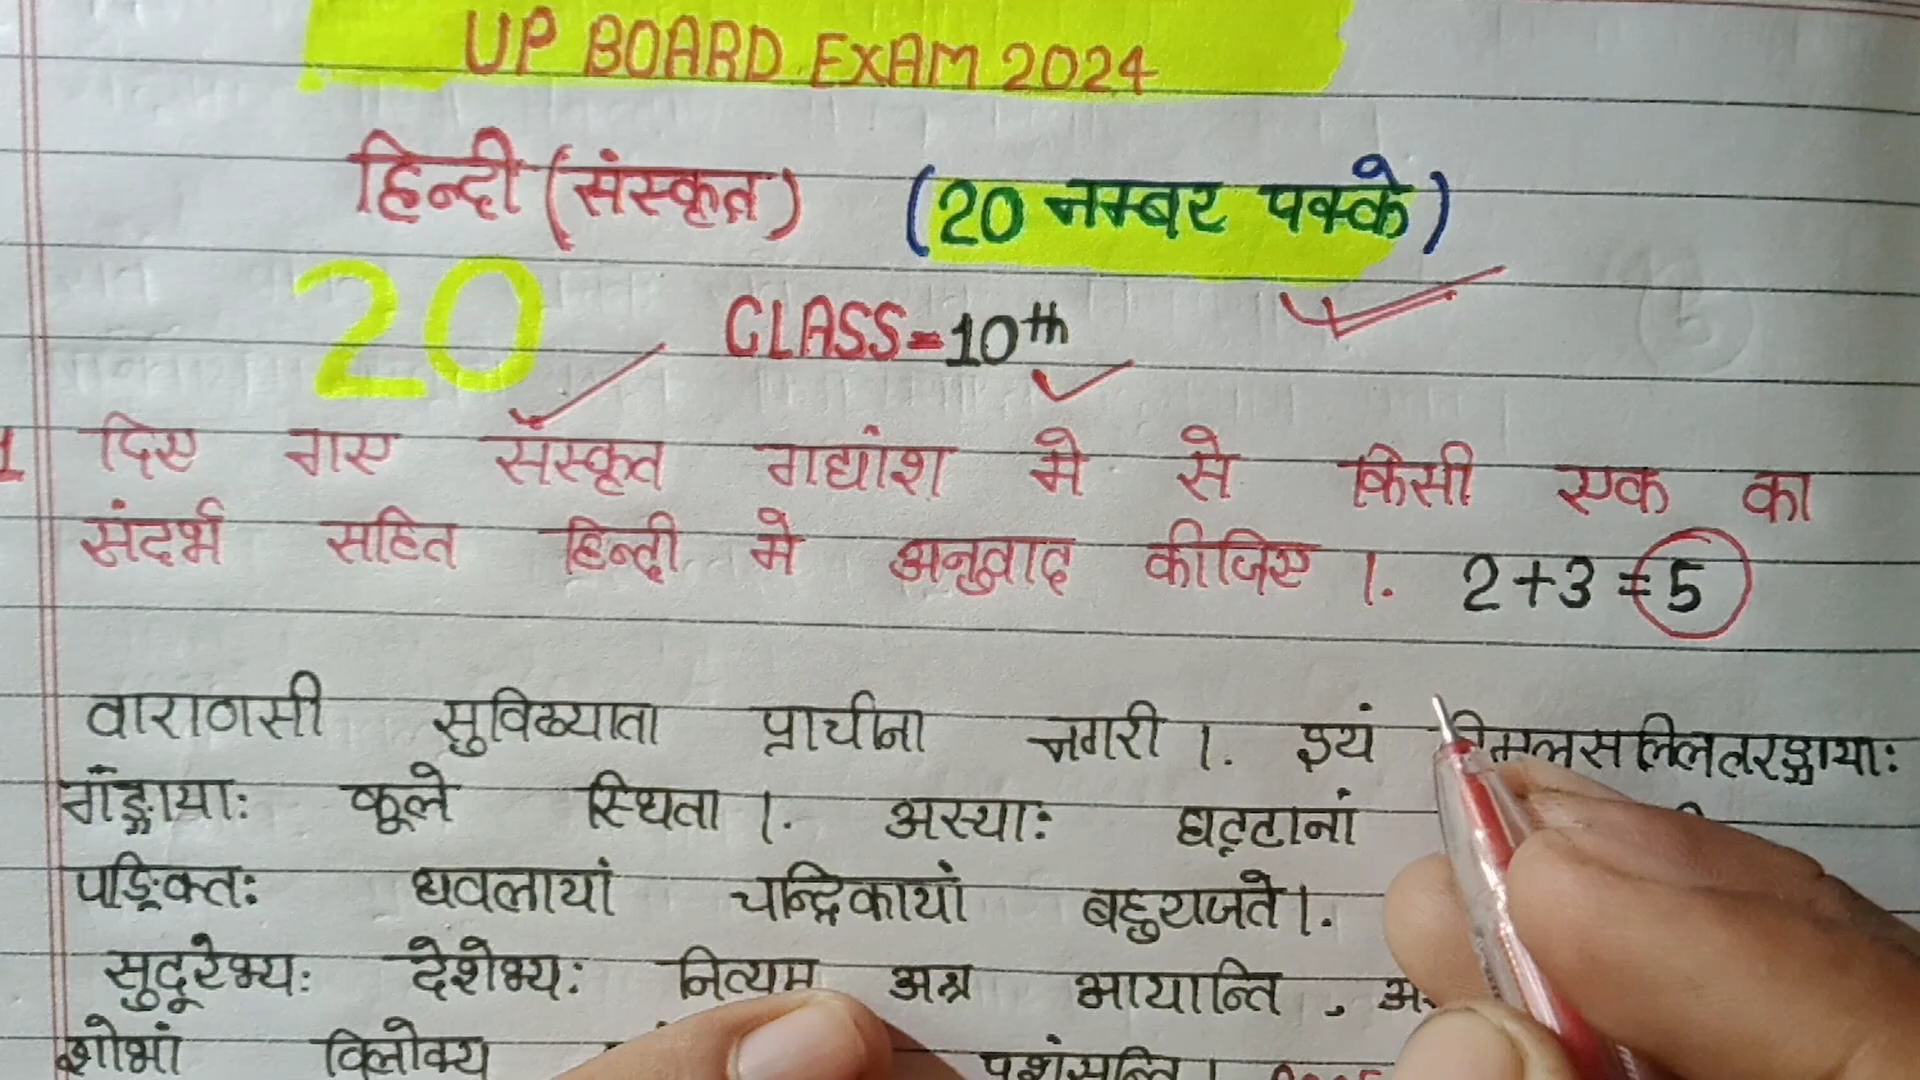 UP BOARD EXAM 2024
हिन्दी (संस्कृत) (20 नम्बर पक्के)
20 CLASS=10th
1 दिए गए संस्कृत गद्यांश मे से किसी एक का
संदर्भ सहित हिन्दी मे अनुवाद कीजिए ।. 2+3=5
वाराणसी सुविख्याता प्राचीना नगरी ।. इयं विमलसलिलतरङ्गायाः
गंङ्गायाः कूले स्थिता ।. अस्याः घट्टानां
पङ्क्तिः धवलायां चन्द्रिकायां बहुराजते।.
सुदूरेभ्यः देशेभ्यः नित्यम अत्र आयान्ति ,
शोभां विलोक्य प्रशंसन्ति ।